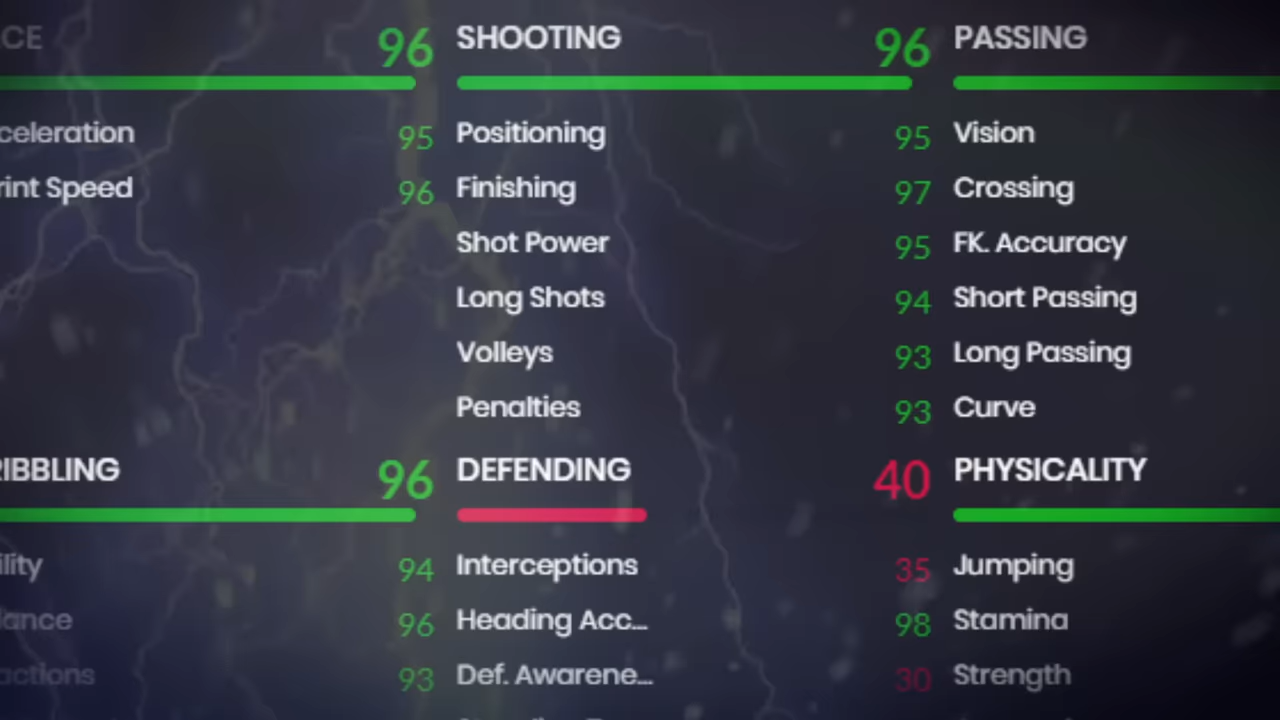 CE 96 SHOOTING 96 PASSING
celeration 95 Positioning 95 Vision
rint Speed 96 Finishing 97 Crossing
Shot Power 95 FK. Accuracy
Long Shots 94 Short Passing
Volleys 93 Long Passing
Penalties 93 Curve
RIBBLING 96 DEFENDING 40 PHYSICALITY
ility 94 Interceptions 35 Jumping
lance 96 Heading Acc... 98 Stamina
actions 93 Def. Awarene... 30 Strength